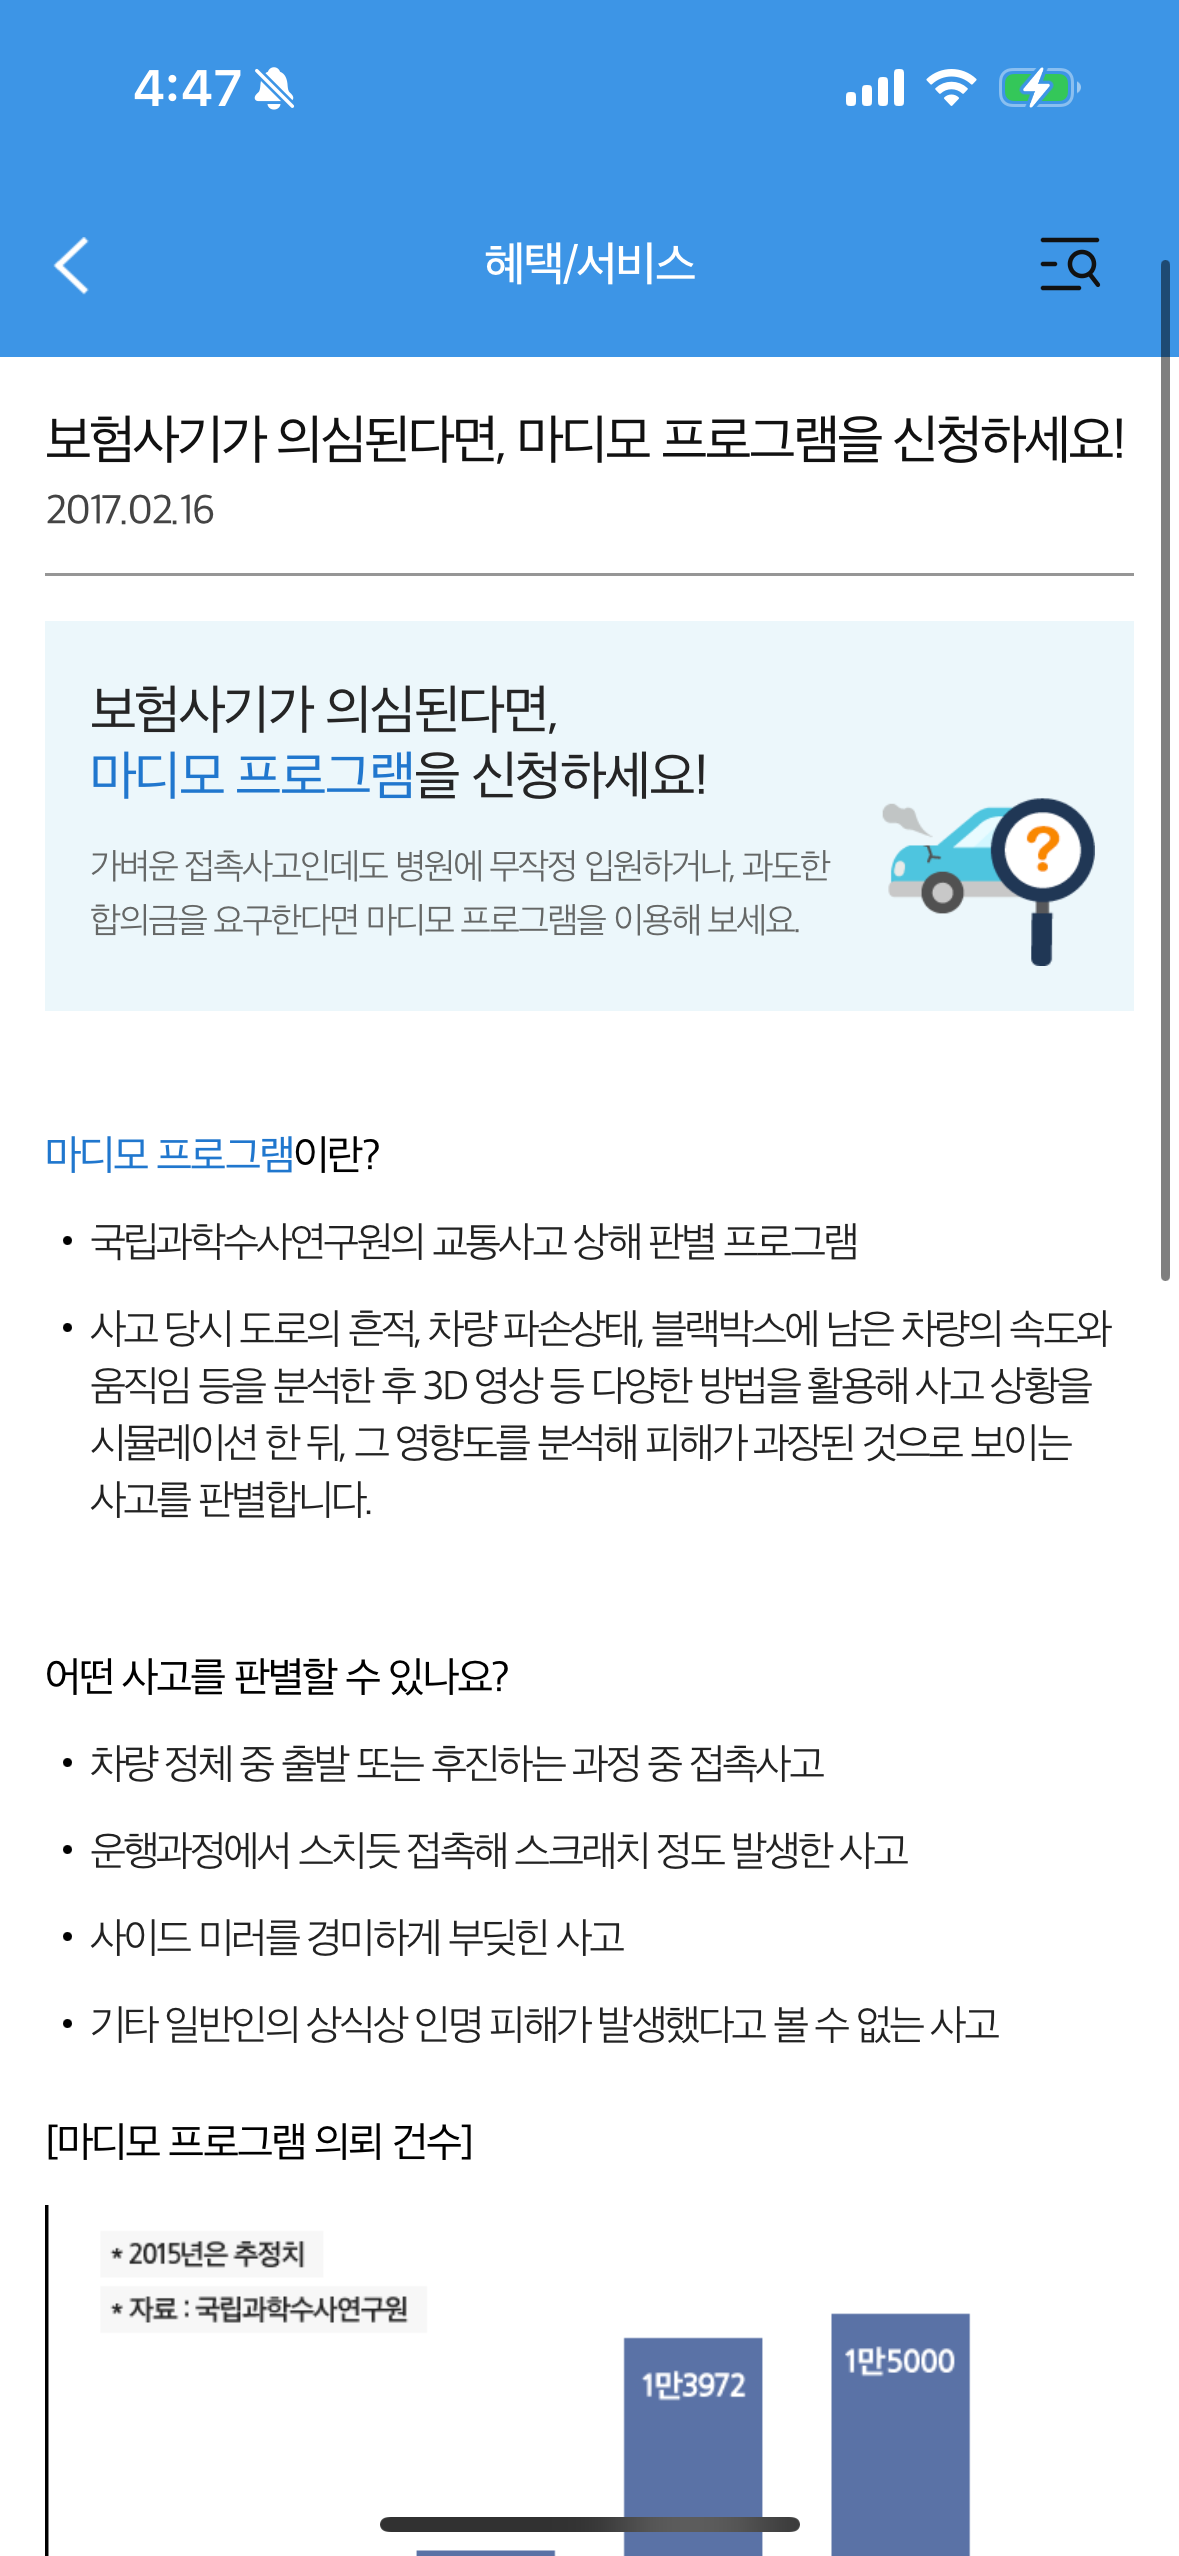 4:47
혜택/서비스
보험사기가 의심된다면, 마디모 프로그램을 신청하세요!
2017.02.16
보험사기가 의심된다면,
마디모 프로그램을 신청하세요!
가벼운 접촉사고인데도 병원에 무작정 입원하거나, 과도한
합의금을 요구한다면 마디모 프로그램을 이용해 보세요.
?
마디모 프로그램이란?
• 국립과학수사연구원의 교통사고 상해 판별 프로그램
• 사고 당시 도로의 흔적, 차량 파손상태, 블랙박스에 남은 차량의 속도와
움직임 등을 분석한 후 3D 영상 등 다양한 방법을 활용해 사고 상황을
시뮬레이션 한 뒤, 그 영향도를 분석해 피해가 과장된 것으로 보이는
사고를 판별합니다.
어떤 사고를 판별할 수 있나요?
• 차량 정체 중 출발 또는 후진하는 과정 중 접촉사고
• 운행과정에서 스치듯 접촉해 스크래치 정도 발생한 사고
• 사이드 미러를 경미하게 부딪힌 사고
• 기타 일반인의 상식상 인명 피해가 발생했다고 볼 수 없는 사고
[마디모 프로그램 의뢰 건수]
* 2015년은 추정치
* 자료 : 국립과학수사연구원
1만3972
1만5000